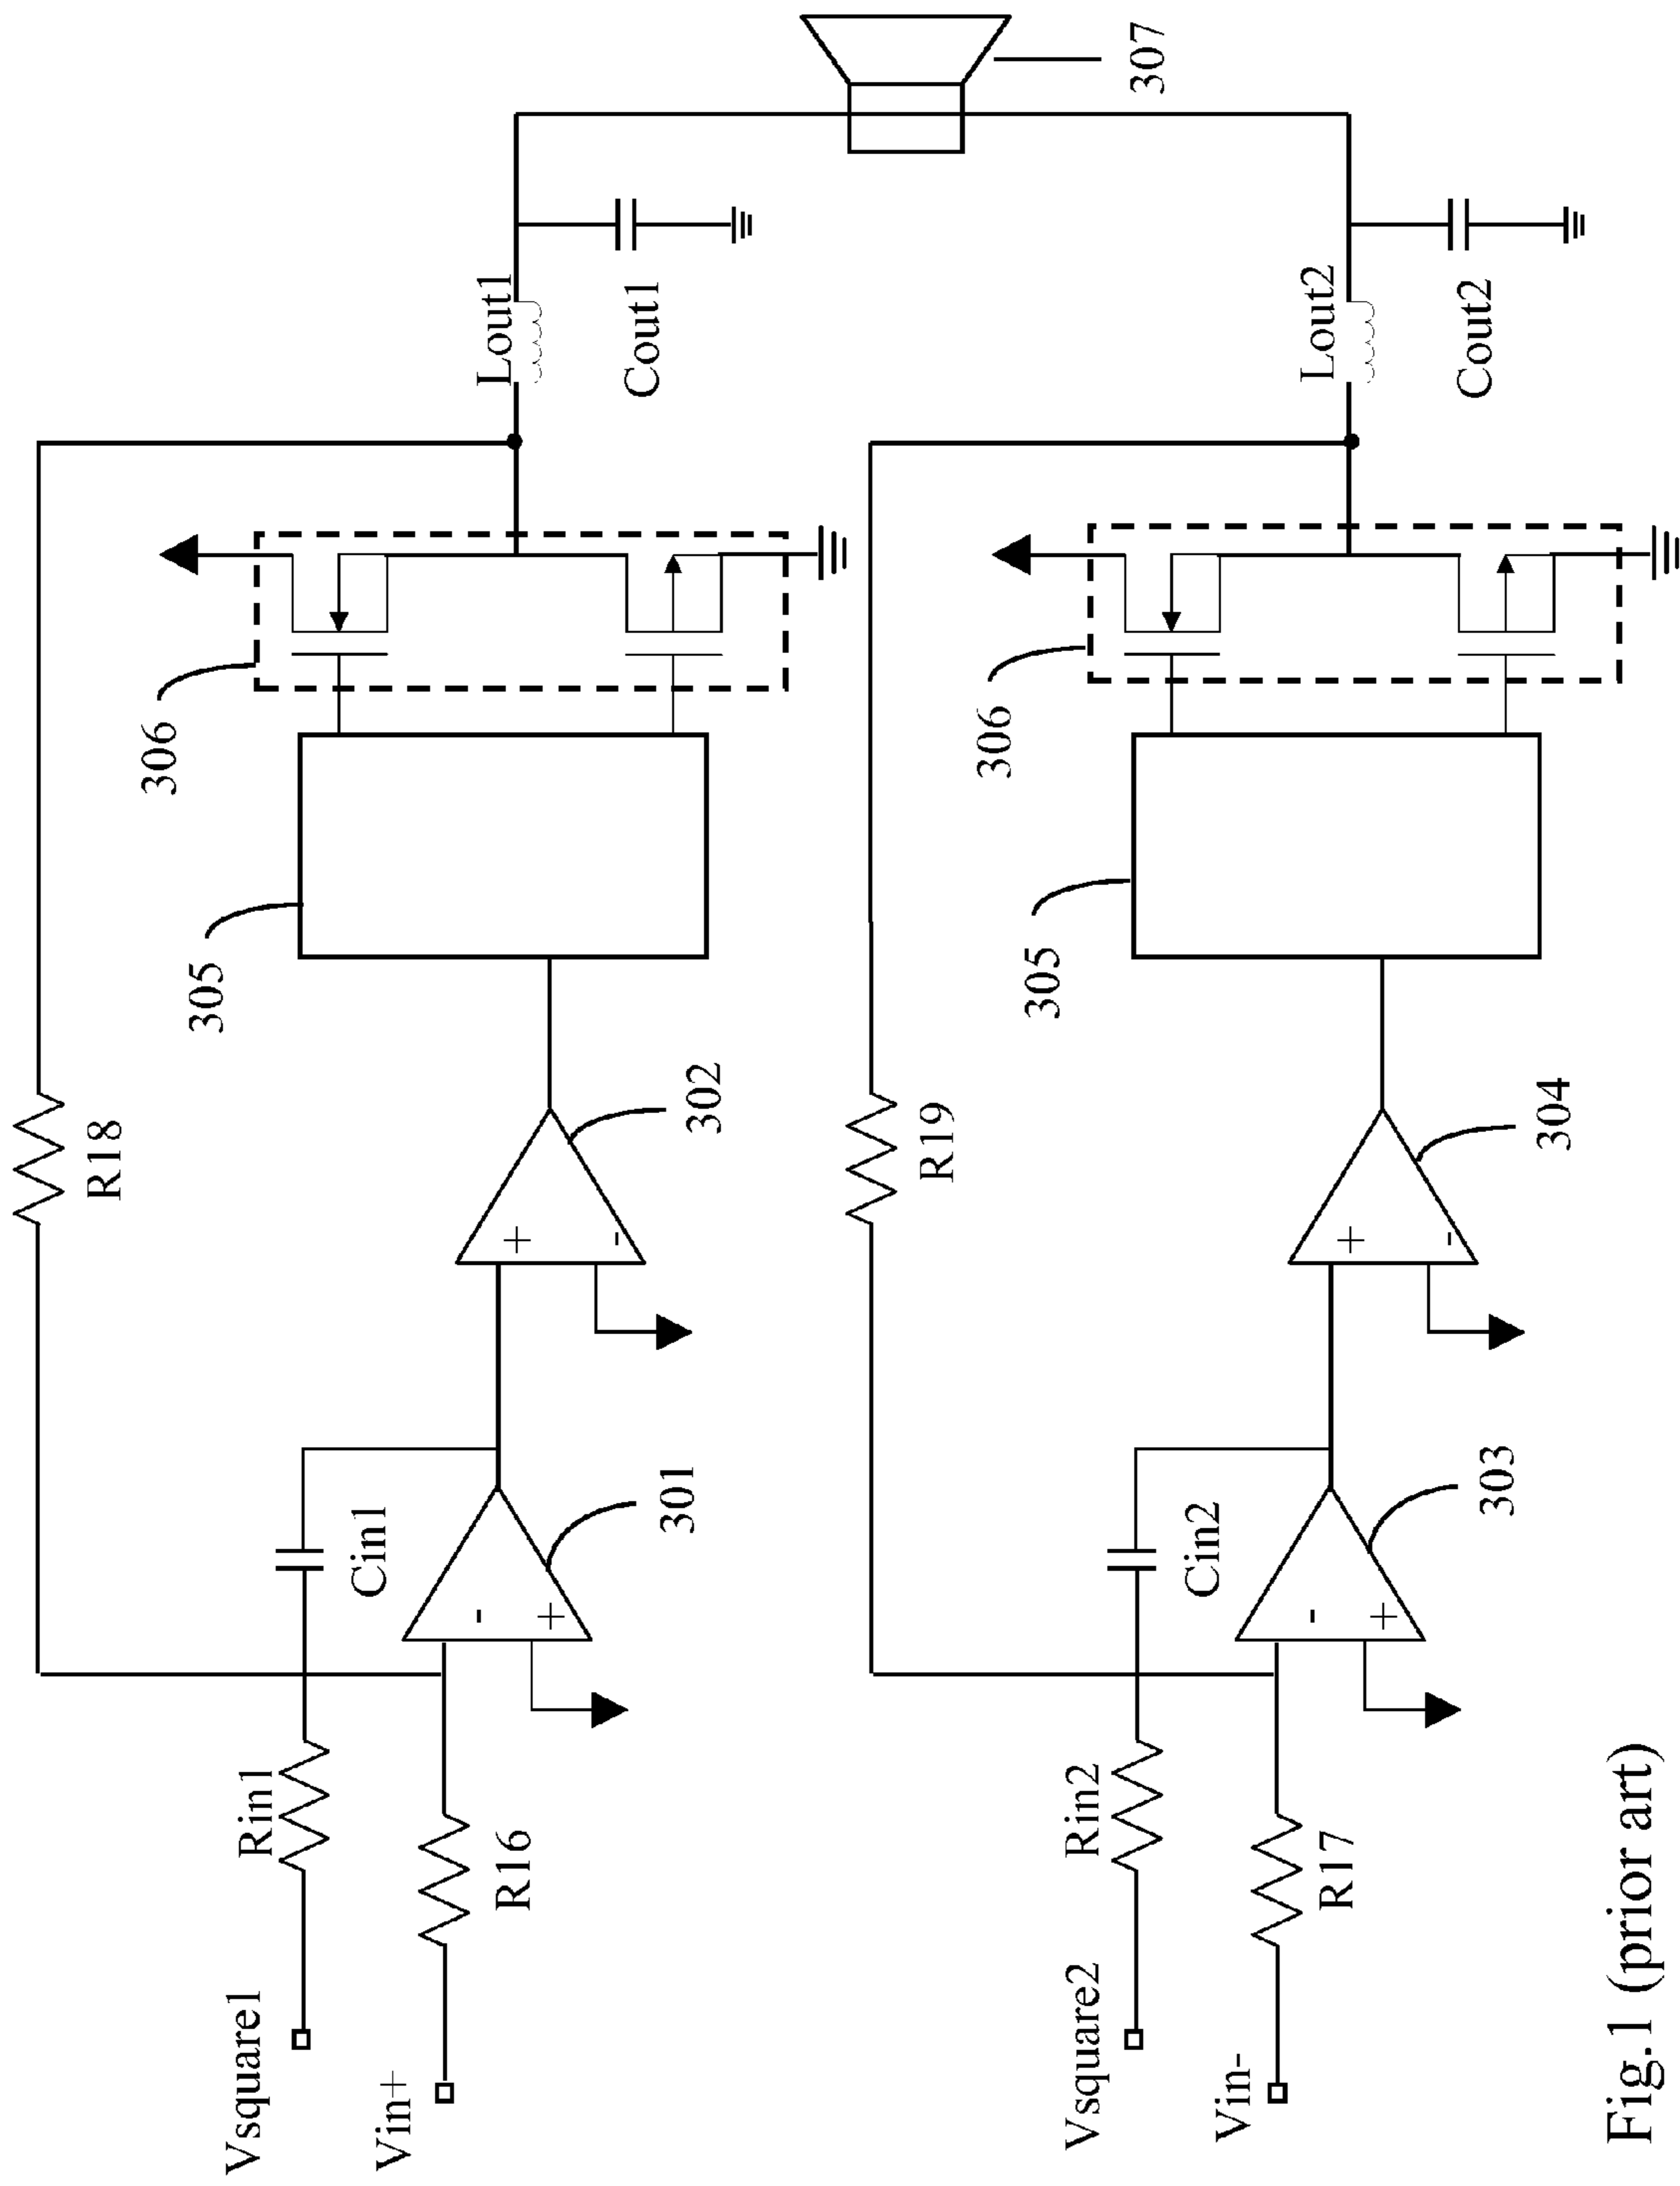 R18
306
305
Lout1
Cout1
307
302
Cin1
301
+
-
-
+
Rin1
R16
Vsquare1
Vin+
R19
306
305
Lout2
Cout2
304
Cin2
303
+
-
-
+
Rin2
R17
Vsquare2
Vin-
Fig.1 (prior art)